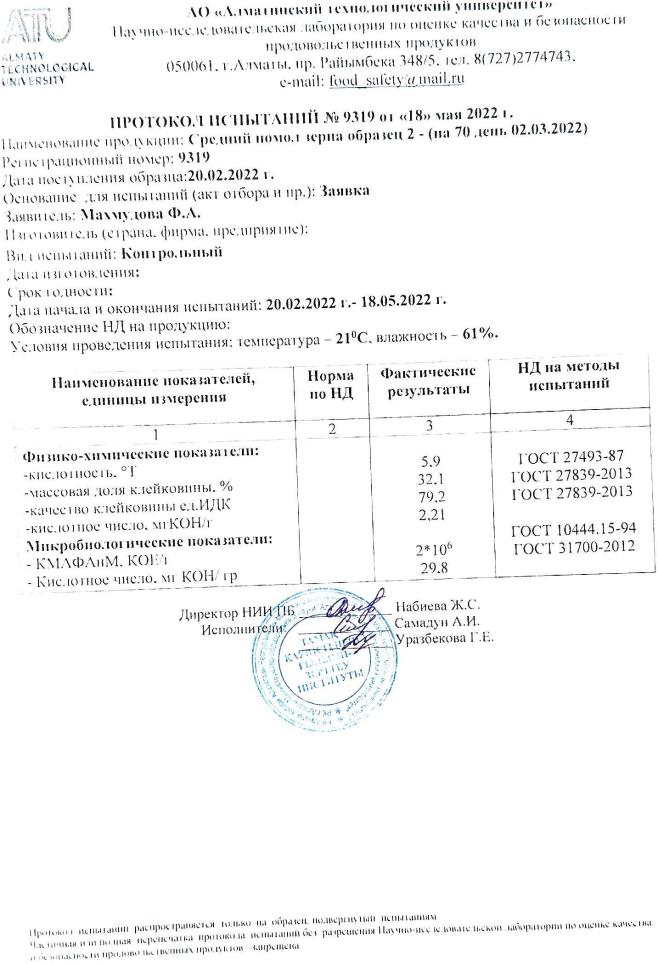 АО «Алматинский технологический университет»
ATU
ALMATY
TECHNOLOGICAL
UNIVERSITY
Научно-исследовательская лаборатория по оценке качества и безопасности
продовольственных продуктов
050061, г.Алматы, пр. Райымбека 348/5, тел. 8(727)2774743,
e-mail: food_safety@mail.ru
ПРОТОКОЛ ИСПЫТАНИЙ № 9319 от «18» мая 2022 г.
Наименование продукции: Средний помол зерна образец 2 - (на 70 день 02.03.2022)
Регистрационный номер: 9319
Дата поступления образца:20.02.2022 г.
Основание для испытаний (акт отбора и пр.): Заявка
Заявитель: Махмудова Ф.А.
Изготовитель (страна, фирма, предприятие):
Вид испытаний: Контрольный
Дата изготовления:
Срок годности:
Дата начала и окончания испытаний: 20.02.2022 г.- 18.05.2022 г.
Обозначение НД на продукцию:
Условия проведения испытания: температура – 21⁰С, влажность – 61%.
Наименование показателей, единицы измерения | Норма по НД | Фактические результаты | НД на методы испытаний
1 | 2 | 3 | 4
Физико-химические показатели:
-кислотность, °Т 5,9 ГОСТ 27493-87
-массовая доля клейковины, % 32,1 ГОСТ 27839-2013
-качество клейковины ед.ИДК 79,2 ГОСТ 27839-2013
-кислотное число, мгКОН/г 2,21
Микробиологические показатели:
- КМАФАнМ, КОЕ/г 2*10⁶ ГОСТ 10444.15-94
- Кислотное число, мг КОН/ гр 29.8 ГОСТ 31700-2012
Директор НИИ ПБ Набиева Ж.С.
Исполнители: Самадун А.И.
Уразбекова Г.Е.
ТАМАҚ
ҚАУІПСІЗДІГІ
ҒЫЛЫМИ-
ЗЕРТТЕУ
ИНСТИТУТЫ
Протокол испытаний распространяется только на образец, подвергнутый испытаниям
Частичная или полная перепечатка протокола испытаний без разрешения Научно-исследовательской лаборатории по оценке качества
и безопасности продовольственных продуктов запрещена